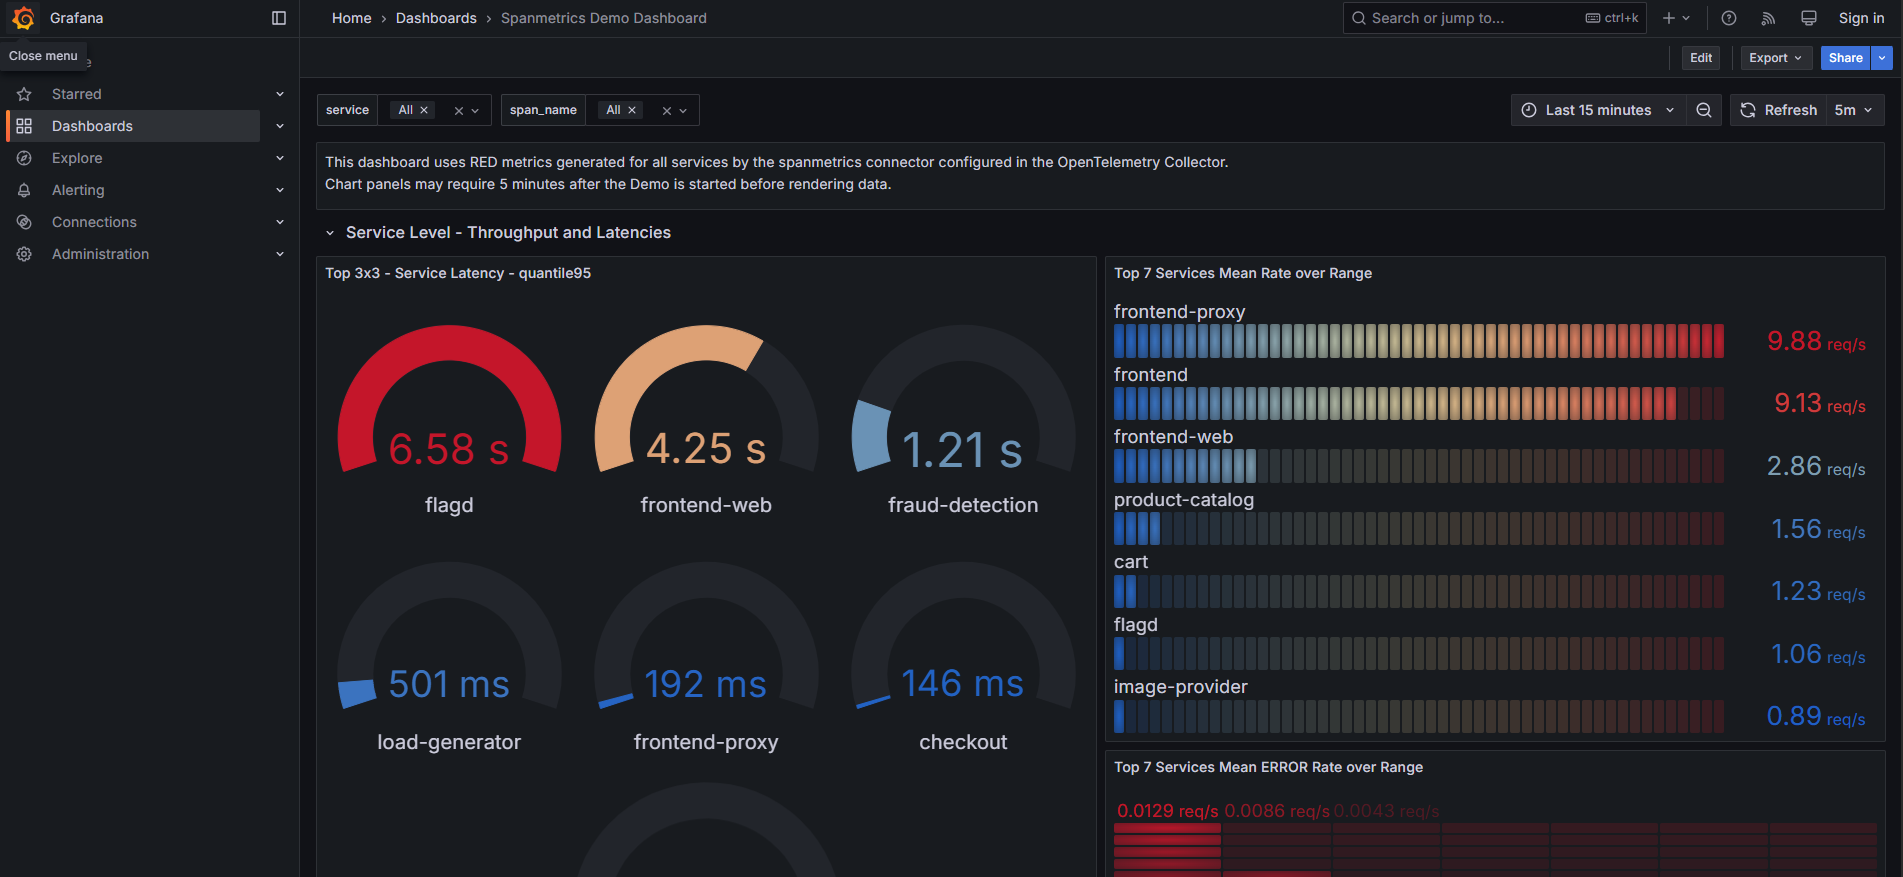 Grafana
Home › Dashboards › Spanmetrics Demo Dashboard
Search or jump to...
ctrl+k
Sign in
Close menu
Edit
Export
Share
Starred
Dashboards
Explore
Alerting
Connections
Administration
service
All
span_name
All
Last 15 minutes
Refresh
5m
This dashboard uses RED metrics generated for all services by the spanmetrics connector configured in the OpenTelemetry Collector.
Chart panels may require 5 minutes after the Demo is started before rendering data.
Service Level - Throughput and Latencies
Top 3x3 - Service Latency - quantile95
6.58 s
flagd
4.25 s
frontend-web
1.21 s
fraud-detection
501 ms
load-generator
192 ms
frontend-proxy
146 ms
checkout
Top 7 Services Mean Rate over Range
frontend-proxy
9.88 req/s
frontend
9.13 req/s
frontend-web
2.86 req/s
product-catalog
1.56 req/s
cart
1.23 req/s
flagd
1.06 req/s
image-provider
0.89 req/s
Top 7 Services Mean ERROR Rate over Range
0.0129 req/s 0.0086 req/s 0.0043 req/s